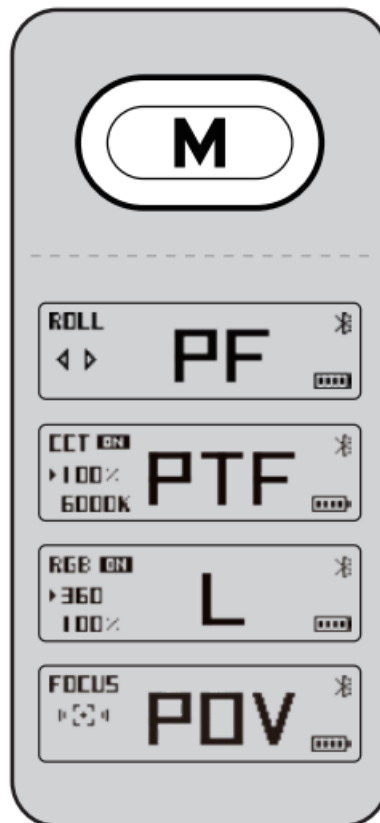 M
ROLL
PF
CCT ON
100%
6000K
PTF
RGB ON
360
100%
L
FOCUS
POV